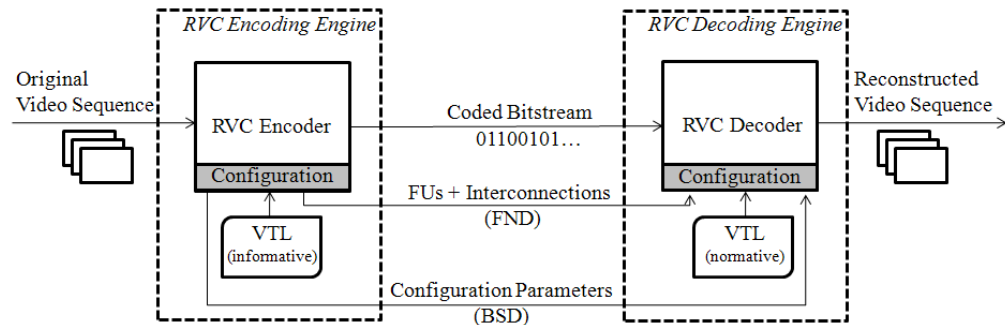 RVC Encoding Engine
RVC Decoding Engine
Original
Video Sequence
RVC Encoder
Configuration
VTL
(informative)
Coded Bitstream
01100101...
FUs + Interconnections
(FND)
Configuration Parameters
(BSD)
RVC Decoder
Configuration
VTL
(normative)
Reconstructed
Video Sequence